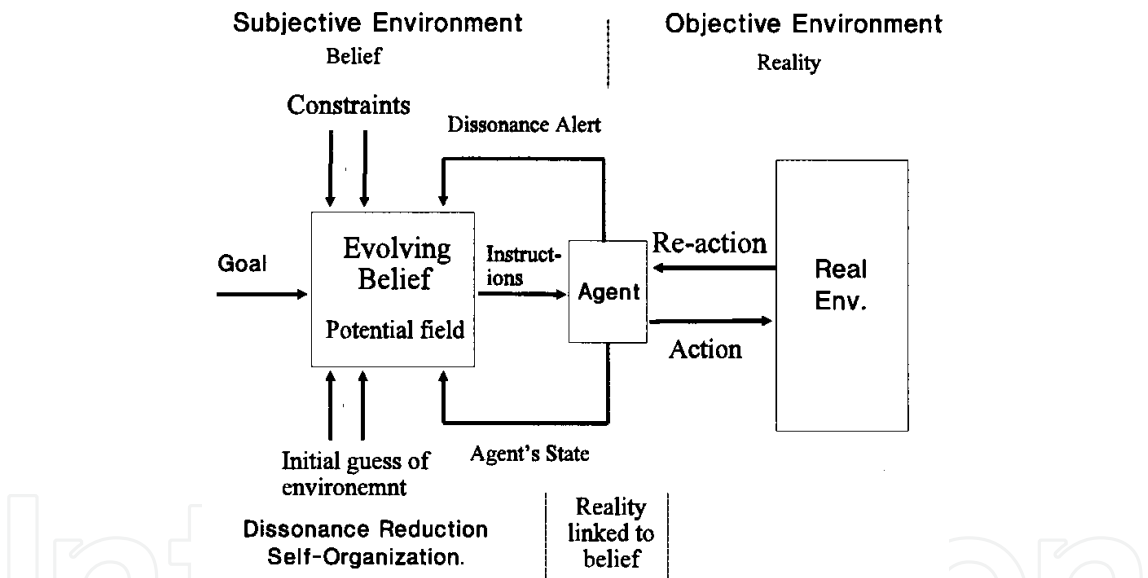 Subjective Environment
Belief
Objective Environment
Reality
Constraints
Dissonance Alert
Goal
Evolving
Belief
Potential field
Instruct-
ions
Agent
Re-action
Action
Real
Env.
Agent's State
Initial guess of
environemnt
Dissonance Reduction
Self-Organization.
Reality
linked to
belief